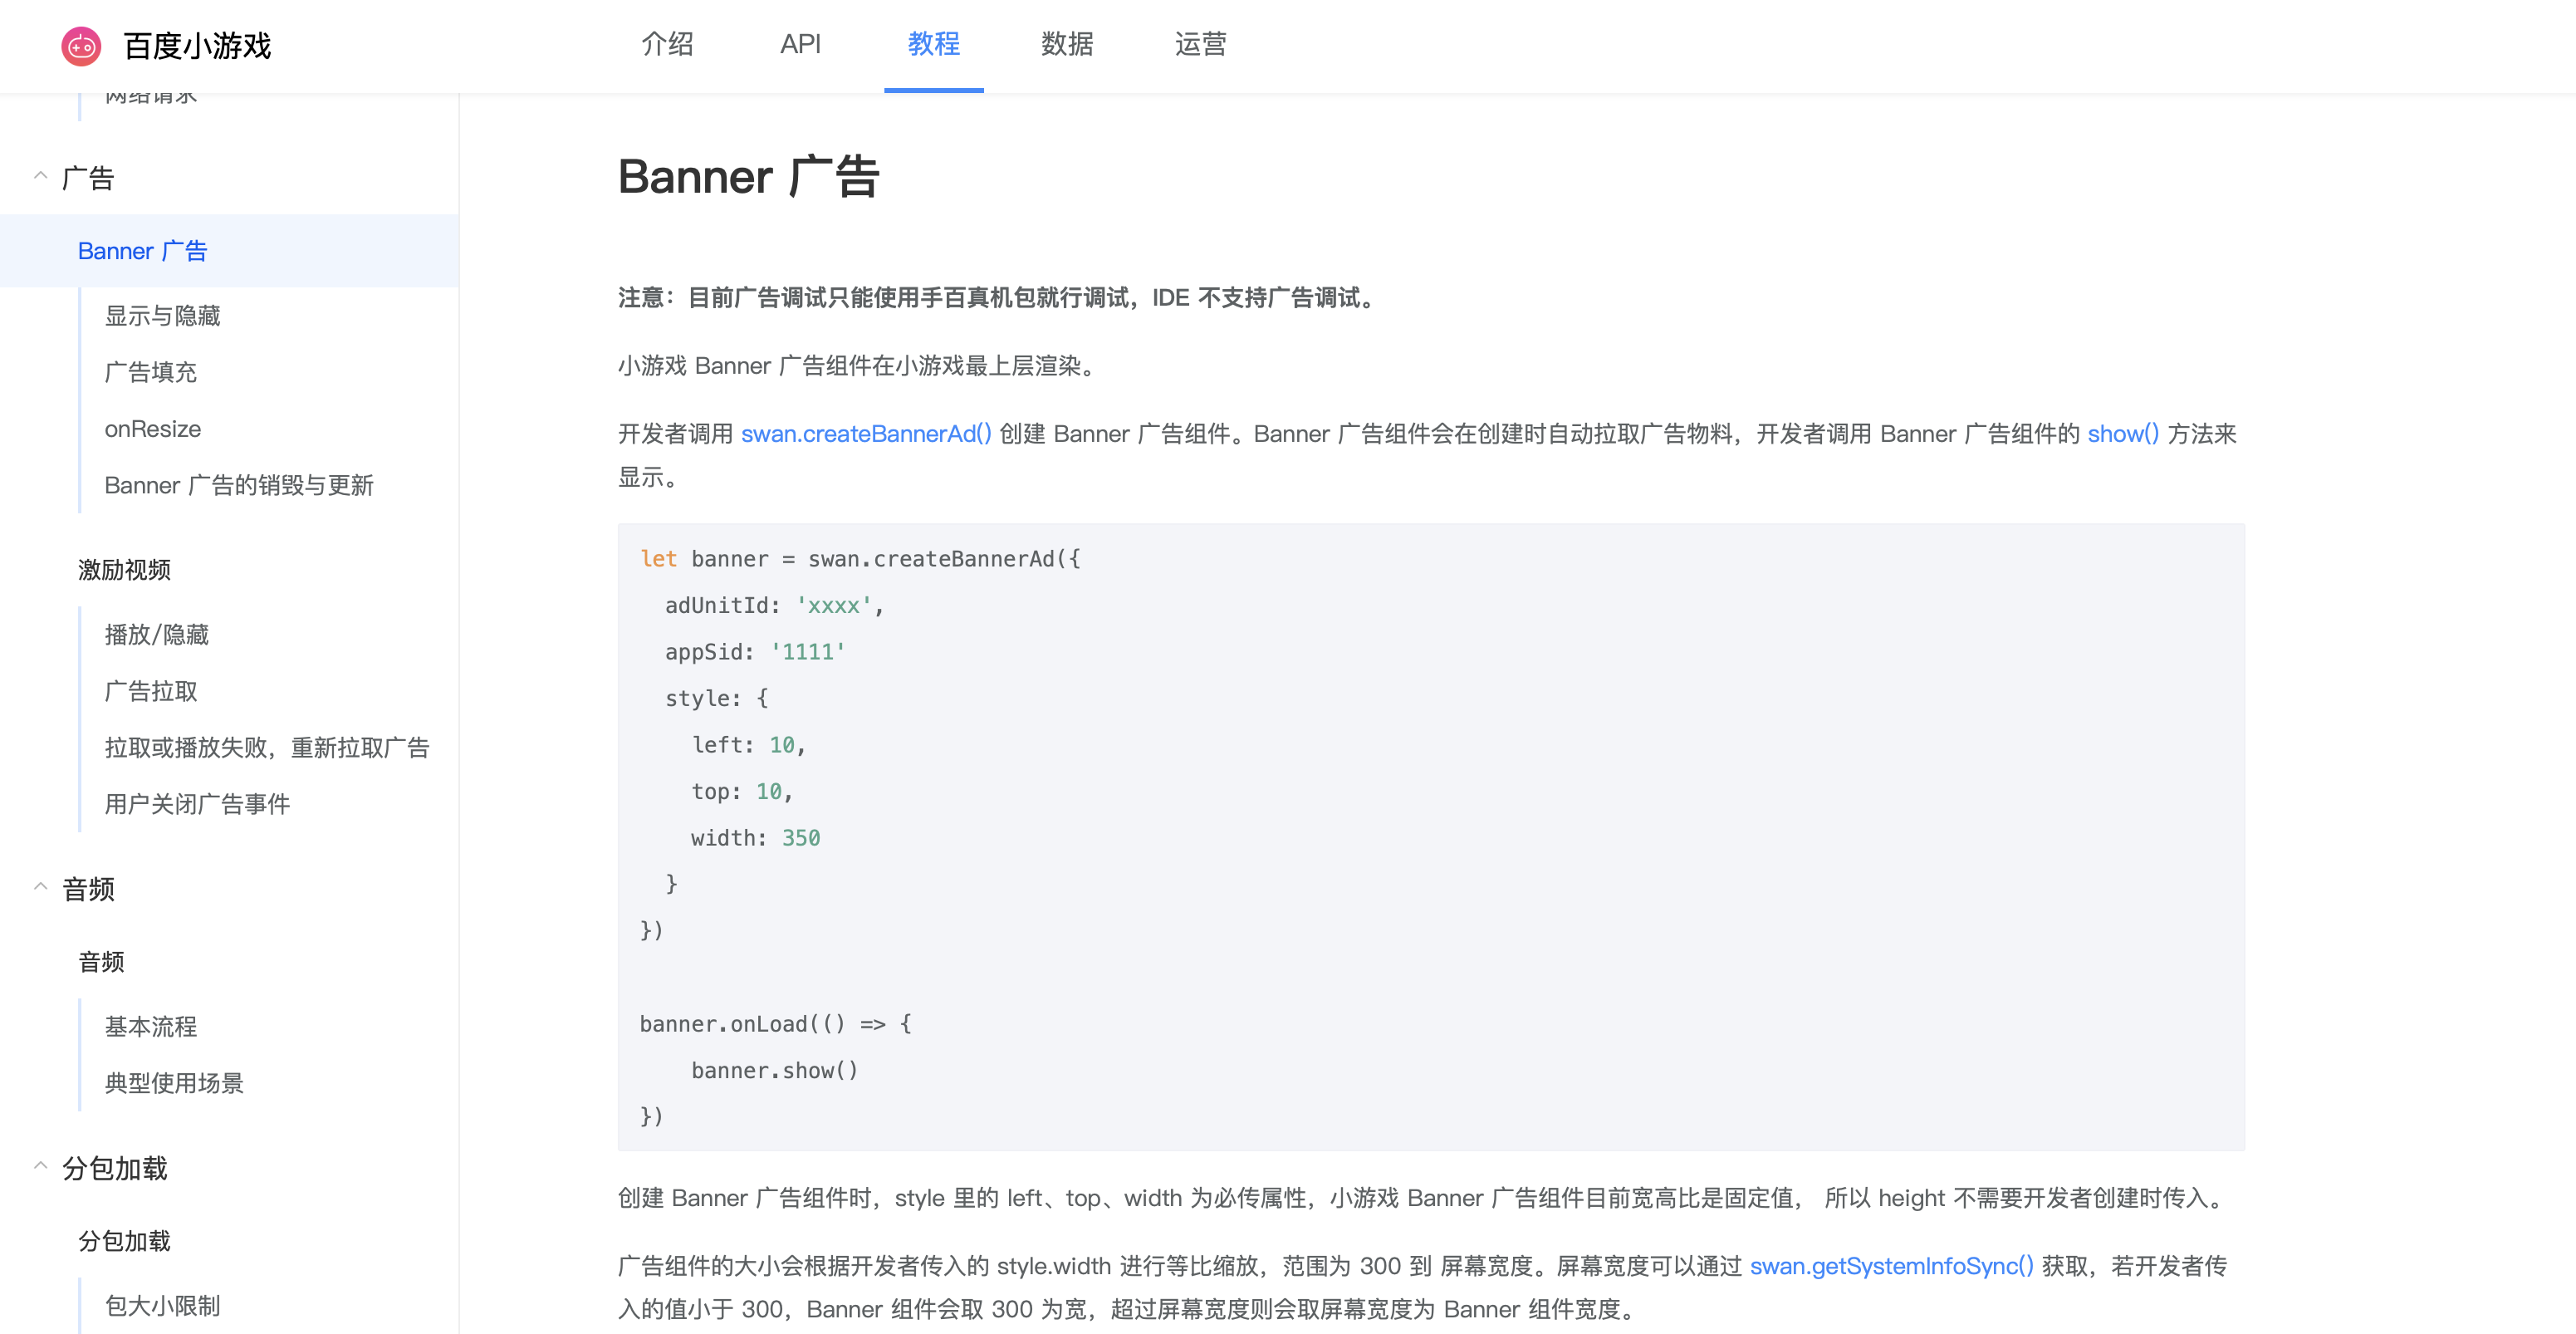 百度小游戏
介绍
API
教程
数据
运营
网络请求
广告
Banner 广告
显示与隐藏
广告填充
onResize
Banner 广告的销毁与更新
激励视频
播放/隐藏
广告拉取
拉取或播放失败，重新拉取广告
用户关闭广告事件
音频
音频
基本流程
典型使用场景
分包加载
分包加载
包大小限制
Banner 广告
注意：目前广告调试只能使用手百真机包就行调试，IDE 不支持广告调试。
小游戏 Banner 广告组件在小游戏最上层渲染。
开发者调用 swan.createBannerAd() 创建 Banner 广告组件。Banner 广告组件会在创建时自动拉取广告物料，开发者调用 Banner 广告组件的 show() 方法来
显示。
let banner = swan.createBannerAd({
  adUnitId: 'xxxx',
  appSid: '1111'
  style: {
    left: 10,
    top: 10,
    width: 350
  }
})
banner.onLoad(() => {
    banner.show()
})
创建 Banner 广告组件时，style 里的 left、top、width 为必传属性，小游戏 Banner 广告组件目前宽高比是固定值， 所以 height 不需要开发者创建时传入。
广告组件的大小会根据开发者传入的 style.width 进行等比缩放，范围为 300 到 屏幕宽度。屏幕宽度可以通过 swan.getSystemInfoSync() 获取，若开发者传
入的值小于 300，Banner 组件会取 300 为宽，超过屏幕宽度则会取屏幕宽度为 Banner 组件宽度。